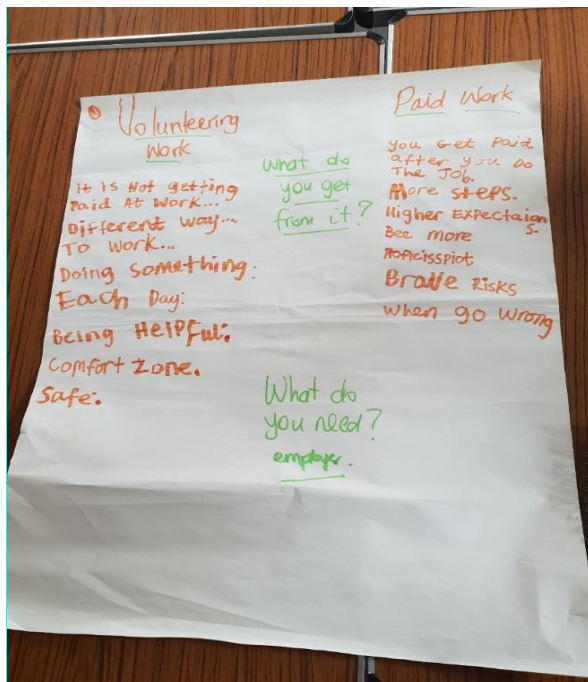 Volunteering
Work
it is Not getting
Paid At work...
Different way...
To work...
Doing something:
Each Day:
Being Helpful:
Comfort zone.
Safe:
What do
you get
from it?
What do
you need?
employer.
Paid Work
you Get Paid
after you Do
The Job.
More steps.
Higher Expectaion
s.
Bee more
Brave Risks
when go wrong